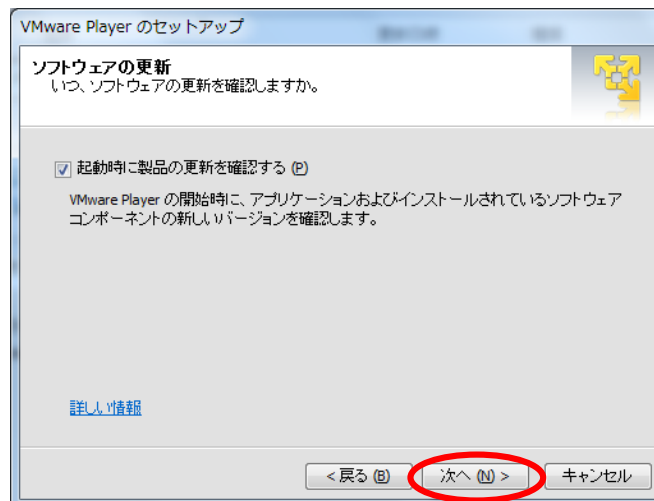 VMware Player のセットアップ
ソフトウェアの更新
いつ、ソフトウェアの更新を確認しますか。
起動時に製品の更新を確認する (P)
VMware Player の開始時に、アプリケーションおよびインストールされているソフトウェア
コンポーネントの新しいバージョンを確認します。
詳しい情報
< 戻る (B) 次へ (N) > キャンセル